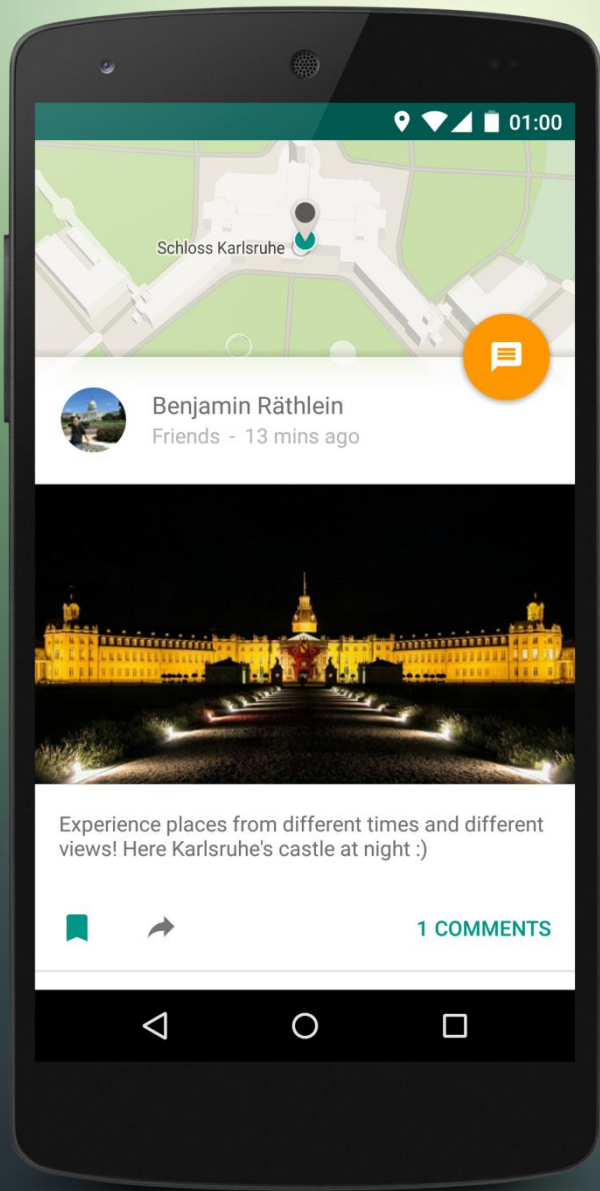 01:00
Schloss Karlsruhe
Benjamin Räthlein
Friends - 13 mins ago
Experience places from different times and different
views! Here Karlsruhe's castle at night :)
1 COMMENTS